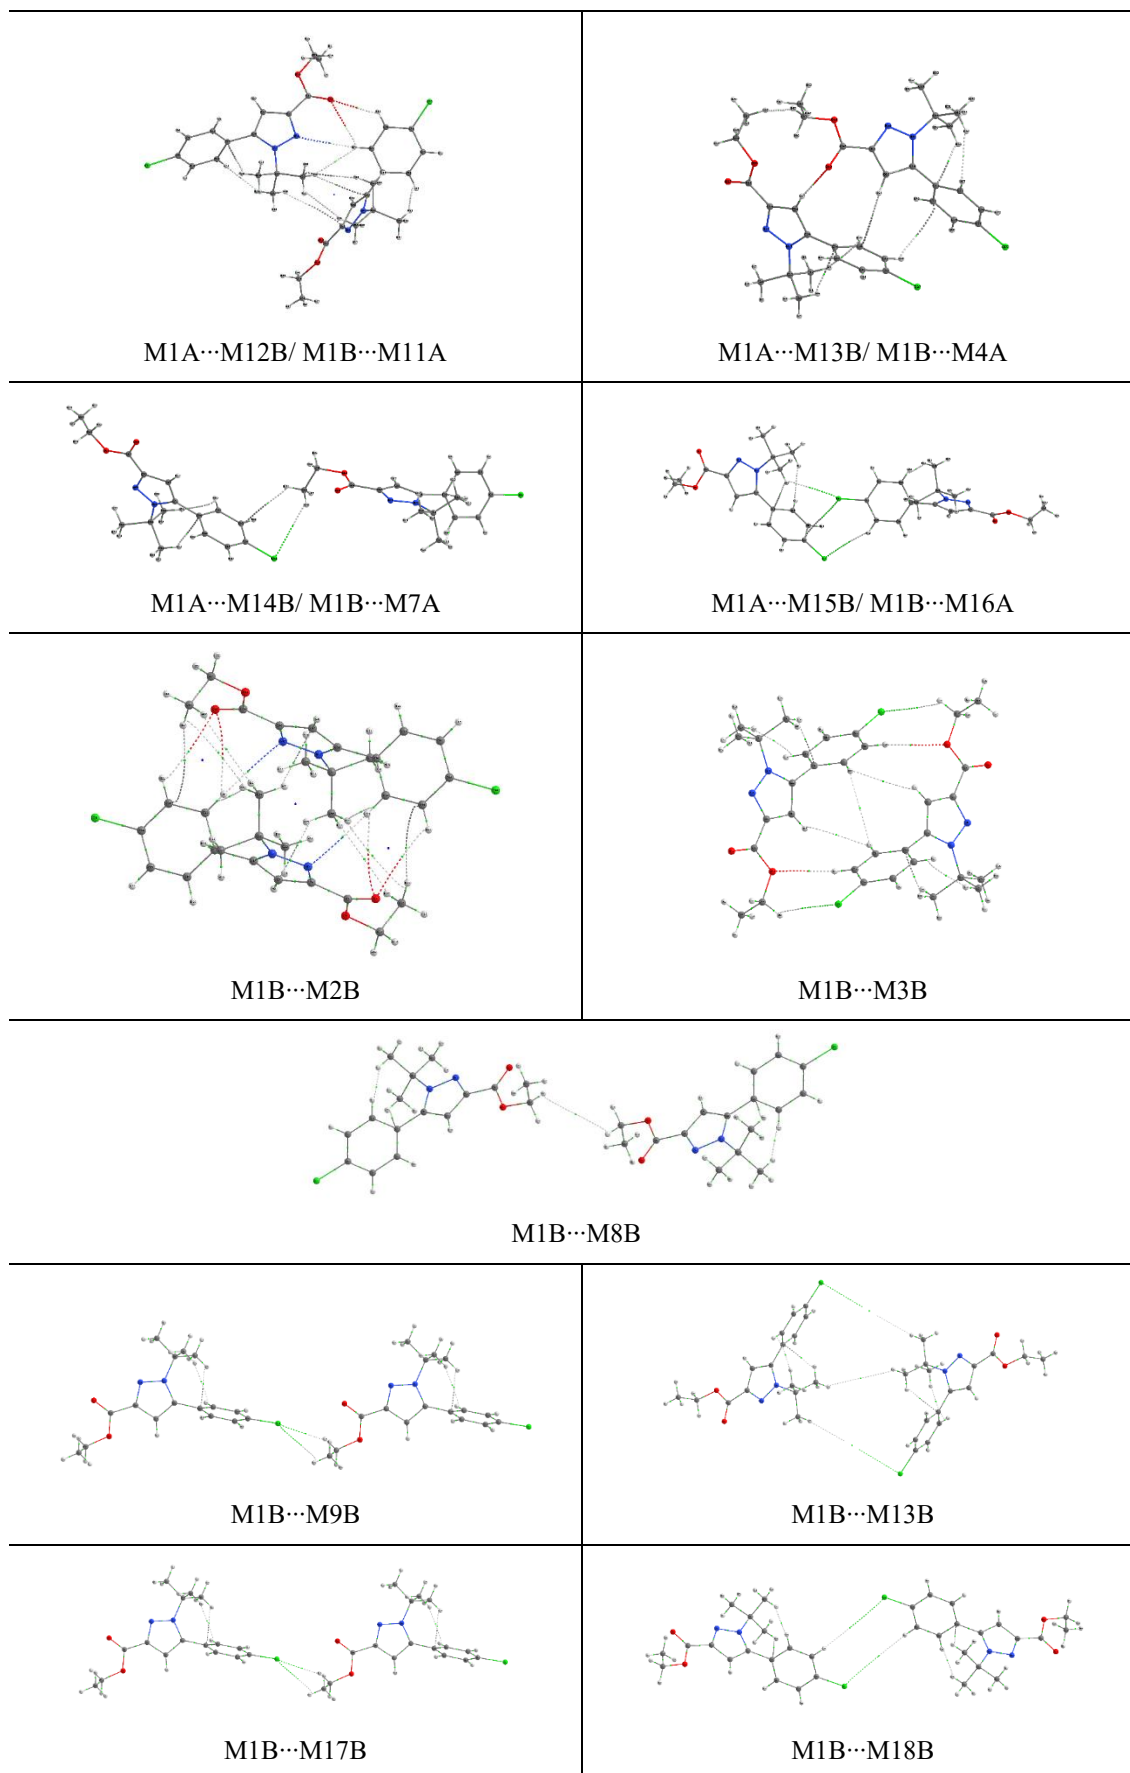 M1A···M12B/ M1B···M11A
M1A···M13B/ M1B···M4A
M1A···M14B/ M1B···M7A
M1A···M15B/ M1B···M16A
M1B···M2B
M1B···M3B
M1B···M8B
M1B···M9B
M1B···M13B
M1B···M17B
M1B···M18B